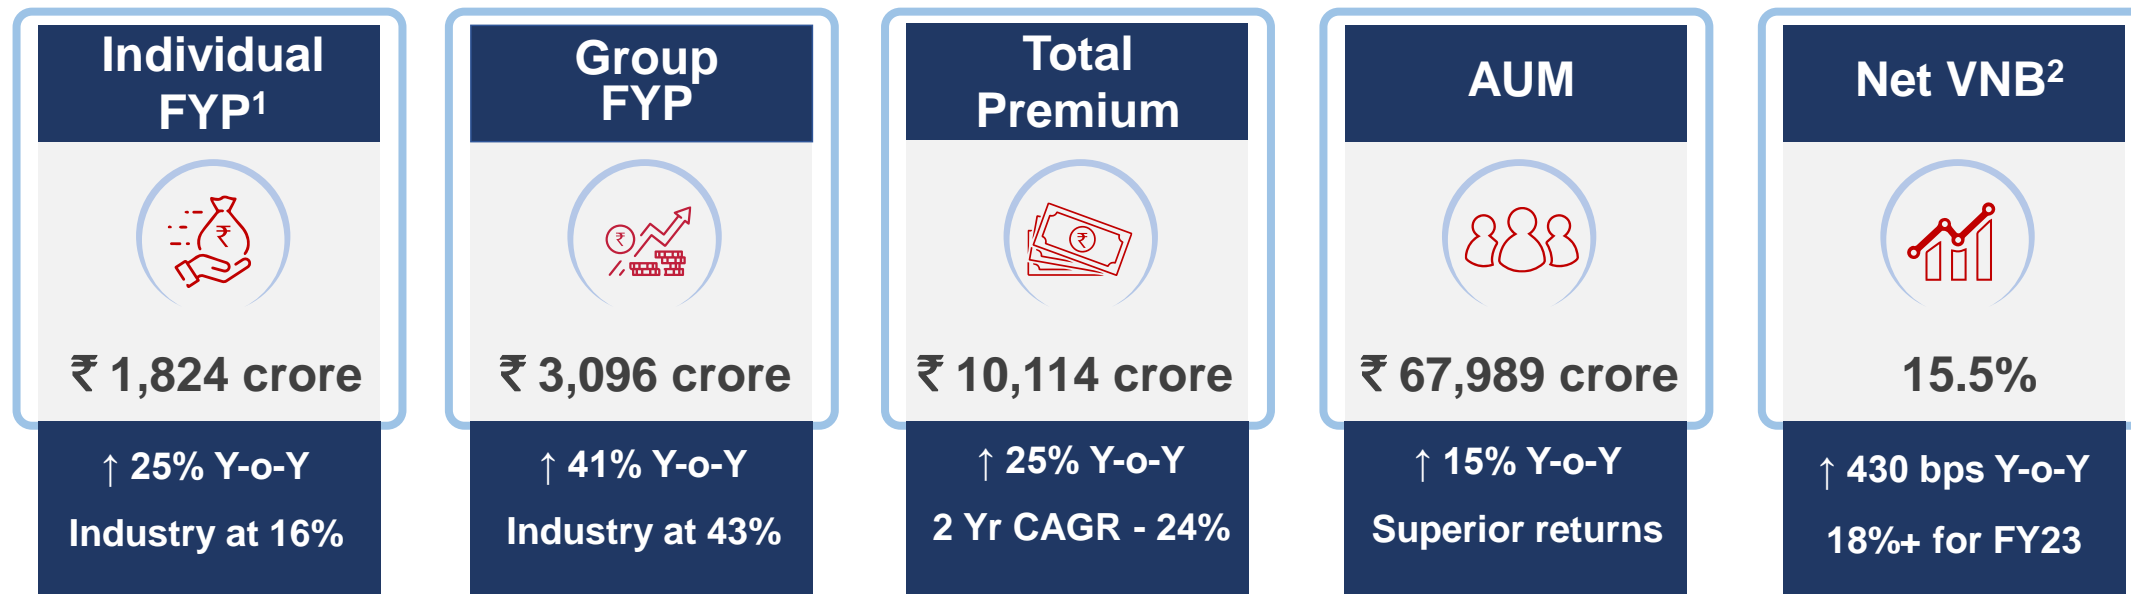 Individual
FYP¹
₹ 1,824 crore
↑ 25% Y-o-Y
Industry at 16%
Group
FYP
₹ 3,096 crore
↑ 41% Y-o-Y
Industry at 43%
Total
Premium
₹ 10,114 crore
↑ 25% Y-o-Y
2 Yr CAGR - 24%
AUM
₹ 67,989 crore
↑ 15% Y-o-Y
Superior returns
Net VNB²
15.5%
↑ 430 bps Y-o-Y
18%+ for FY23